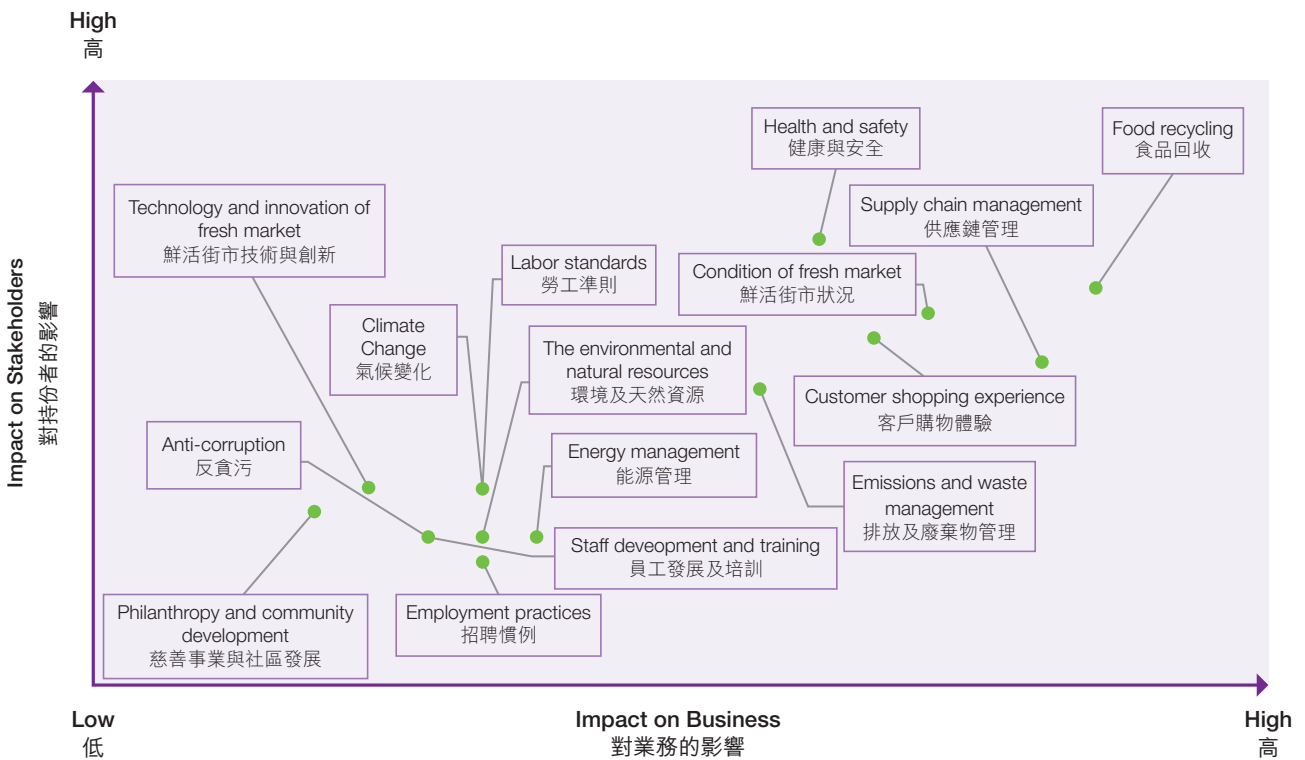 High
高
Impact on Stakeholders
對持份者的影響
Health and safety
健康與安全
Food recycling
食品回收
Technology and innovation of
fresh market
鮮活街市技術與創新
Supply chain management
供應鏈管理
Labor standards
勞工準則
Condition of fresh market
鮮活街市狀況
Climate
Change
氣候變化
The environmental and
natural resources
環境及天然資源
Customer shopping experience
客戶購物體驗
Anti-corruption
反貪污
Energy management
能源管理
Emissions and waste
management
排放及廢棄物管理
Staff deveopment and training
員工發展及培訓
Philanthropy and community
development
慈善事業與社區發展
Employment practices
招聘慣例
Low
低
Impact on Business
對業務的影響
High
高